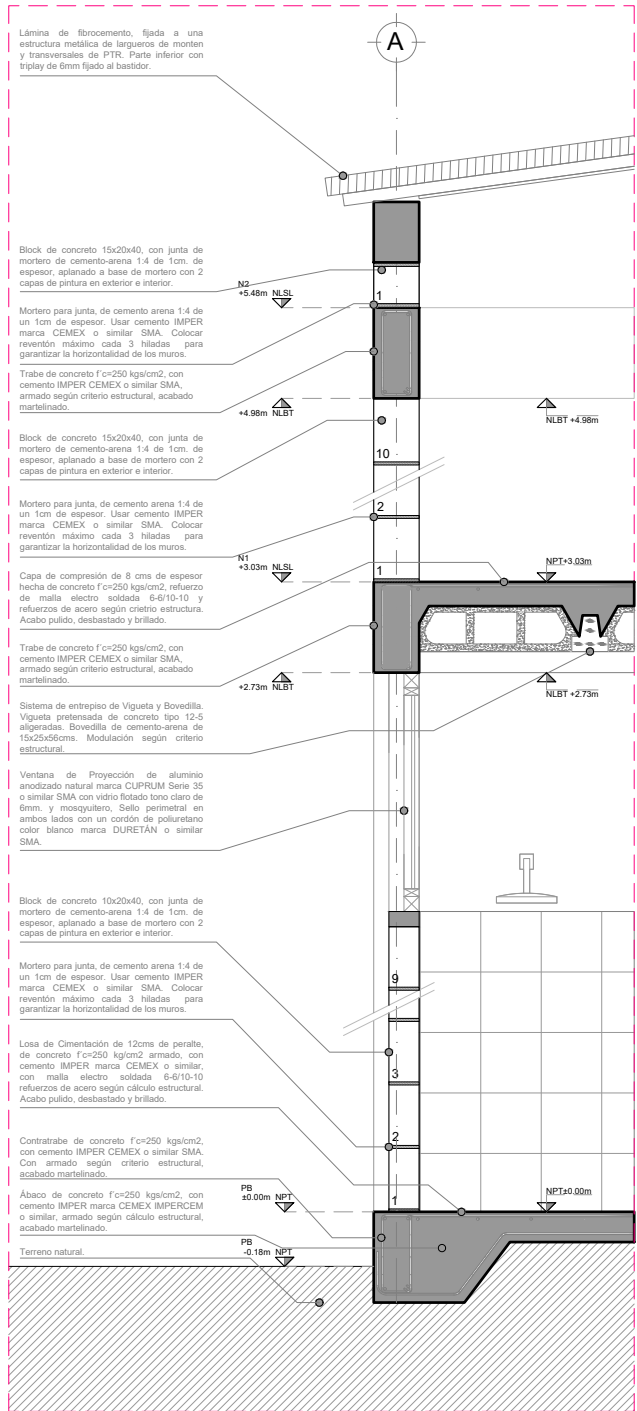 A
Lámina de fibrocemento, fijada a una
estructura metálica de largueros de monten
y transversales de PTR. Parte inferior con
triplay de 6mm fijado al bastidor.
Block de concreto 15x20x40, con junta de
mortero de cemento-arena 1:4 de 1cm. de
espesor, aplanado a base de mortero con 2
capas de pintura en exterior e interior.
N2
+5.48m NLSL
1
Mortero para junta, de cemento arena 1:4 de
un 1cm de espesor. Usar cemento IMPER
marca CEMEX o similar SMA. Colocar
reventón máximo cada 3 hiladas para
garantizar la horizontalidad de los muros.
Trabe de concreto f´c=250 kgs/cm2, con
cemento IMPER CEMEX o similar SMA,
armado según criterio estructural, acabado
martelinado.
+4.98m NLBT
NLBT +4.98m
Block de concreto 15x20x40, con junta de
mortero de cemento-arena 1:4 de 1cm. de
espesor, aplanado a base de mortero con 2
capas de pintura en exterior e interior.
10
Mortero para junta, de cemento arena 1:4 de
un 1cm de espesor. Usar cemento IMPER
marca CEMEX o similar SMA. Colocar
reventón máximo cada 3 hiladas para
garantizar la horizontalidad de los muros.
2
N1
+3.03m NLSL
1
NPT+3.03m
Capa de compresión de 8 cms de espesor
hecha de concreto f´c=250 kgs/cm2, refuerzo
de malla electro soldada 6-6/10-10 y
refuerzos de acero según crietrio estructura.
Acabo pulido, desbastado y brillado.
Trabe de concreto f´c=250 kgs/cm2, con
cemento IMPER CEMEX o similar SMA,
armado según criterio estructural, acabado
martelinado.
+2.73m NLBT
NLBT +2.73m
Sistema de entrepiso de Vigueta y Bovedilla.
Vigueta pretensada de concreto tipo 12-5
aligeradas. Bovedilla de cemento-arena de
15x25x56cms. Modulación según criterio
estructural.
Ventana de Proyección de aluminio
anodizado natural marca CUPRUM Serie 35
o similar SMA con vidrio flotado tono claro de
6mm. y mosqyuitero, Sello perimetral en
ambos lados con un cordón de poliuretano
color blanco marca DURETÁN o similar
SMA.
Block de concreto 10x20x40, con junta de
mortero de cemento-arena 1:4 de 1cm. de
espesor, aplanado a base de mortero con 2
capas de pintura en exterior e interior.
9
Mortero para junta, de cemento arena 1:4 de
un 1cm de espesor. Usar cemento IMPER
marca CEMEX o similar SMA. Colocar
reventón máximo cada 3 hiladas para
garantizar la horizontalidad de los muros.
Losa de Cimentación de 12cms de peralte,
de concreto f´c=250 kg/cm2 armado, con
cemento IMPER marca CEMEX o similar,
con malla electro soldada 6-6/10-10
refuerzos de acero según cálculo estructural.
Acabo pulido, desbastado y brillado.
3
2
Contratrabe de concreto f´c=250 kgs/cm2,
con cemento IMPER CEMEX o similar SMA.
Con armado según criterio estructural,
acabado martelinado.
PB
±0.00m NPT
1
NPT±0.00m
Ábaco de concreto f´c=250 kgs/cm2, con
cemento IMPER marca CEMEX IMPERCEM
o similar, armado según cálculo estructural,
acabado martelinado.
PB
-0.18m NPT
Terreno natural.